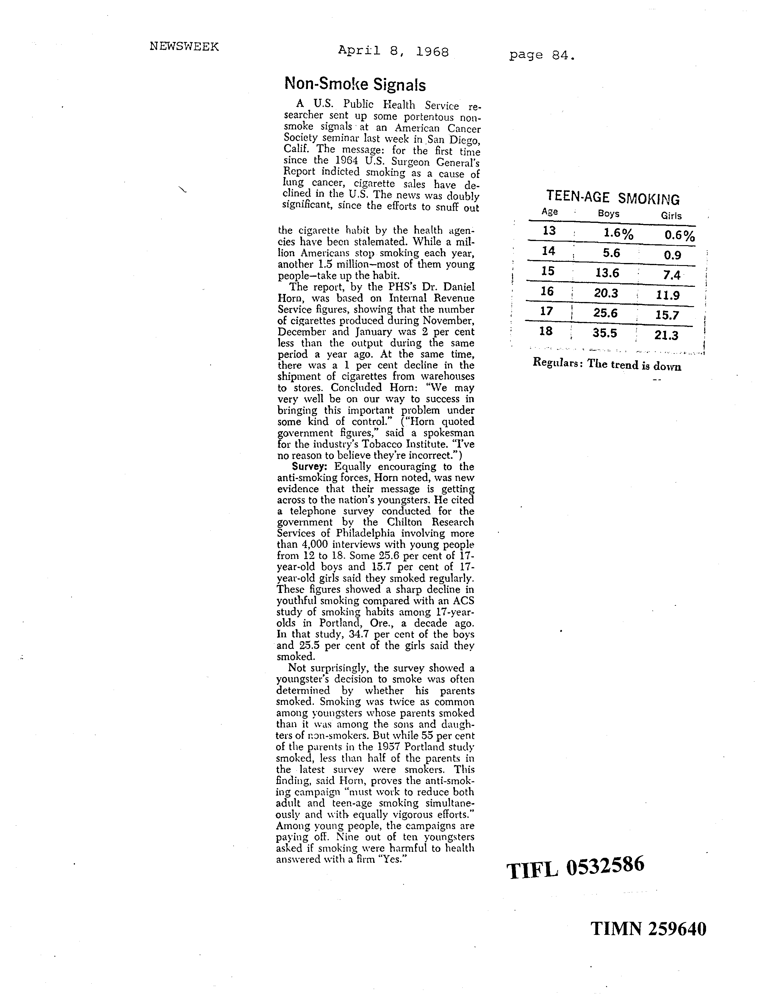 NEWSWEEK April 8, 1968 page 84.
Non-Smoke Signals
A U.S. Public Health Service re-
searcher sent up some portentous non-
smoke signals at an American Cancer
Society seminar last week in San Diego,
Calif. The message: for the first time
since the 1964 U.S. Surgeon General's
Report indicted smoking as a cause of
lung cancer, cigarette sales have de-
clined in the U.S. The news was doubly
significant, since the efforts to snuff out
the cigarette habit by the health agen-
cies have been stalemated. While a mil-
lion Americans stop smoking each year,
another 1.5 million—most of them young
people—take up the habit.
The report, by the PHS's Dr. Daniel
Horn, was based on Internal Revenue
Service figures, showing that the number
of cigarettes produced during November,
December and January was 2 per cent
less than the output during the same
period a year ago. At the same time,
there was a 1 per cent decline in the
shipment of cigarettes from warehouses
to stores. Concluded Horn: "We may
very well be on our way to success in
bringing this important problem under
some kind of control." ("Horn quoted
government figures," said a spokesman
for the industry's Tobacco Institute. "I've
no reason to believe they're incorrect.")
Survey: Equally encouraging to the
anti-smoking forces, Horn noted, was new
evidence that their message is getting
across to the nation's youngsters. He cited
a telephone survey conducted for the
government by the Chilton Research
Services of Philadelphia involving more
than 4,000 interviews with young people
from 12 to 18. Some 25.6 per cent of 17-
year-old boys and 15.7 per cent of 17-
year-old girls said they smoked regularly.
These figures showed a sharp decline in
youthful smoking compared with an ACS
study of smoking habits among 17-year-
olds in Portland, Ore., a decade ago.
In that study, 34.7 per cent of the boys
and 25.5 per cent of the girls said they
smoked.
Not surprisingly, the survey showed a
youngster's decision to smoke was often
determined by whether his parents
smoked. Smoking was twice as common
among youngsters whose parents smoked
than it was among the sons and daugh-
ters of non-smokers. But while 55 per cent
of the parents in the 1957 Portland study
smoked, less than half of the parents in
the latest survey were smokers. This
finding, said Horn, proves the anti-smok-
ing campaign "must work to reduce both
adult and teen-age smoking simultane-
ously and with equally vigorous efforts."
Among young people, the campaigns are
paying off. Nine out of ten youngsters
asked if smoking were harmful to health
answered with a firm "Yes."
TEEN-AGE SMOKING
Age Boys Girls
13 1.6% 0.6%
14 5.6 0.9
15 13.6 7.4
16 20.3 11.9
17 25.6 15.7
18 35.5 21.3
Regulars: The trend is down
TIFL 0532586
TIMN 259640